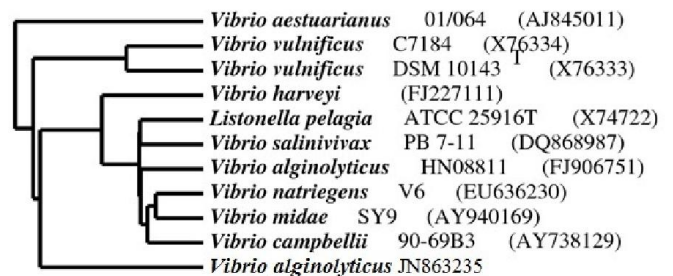 Vibrio aestuarianus 01/064 (AJ845011)
Vibrio vulnificus C7184 (X76334)
Vibrio vulnificus DSM 10143 T (X76333)
Vibrio harveyi (FJ227111)
Listonella pelagia ATCC 25916T (X74722)
Vibrio salinivivax PB 7-11 (DQ868987)
Vibrio alginolyticus HN08811 (FJ906751)
Vibrio natriegens V6 (EU636230)
Vibrio midae SY9 (AY940169)
Vibrio campbellii 90-69B3 (AY738129)
Vibrio alginolyticus JN863235